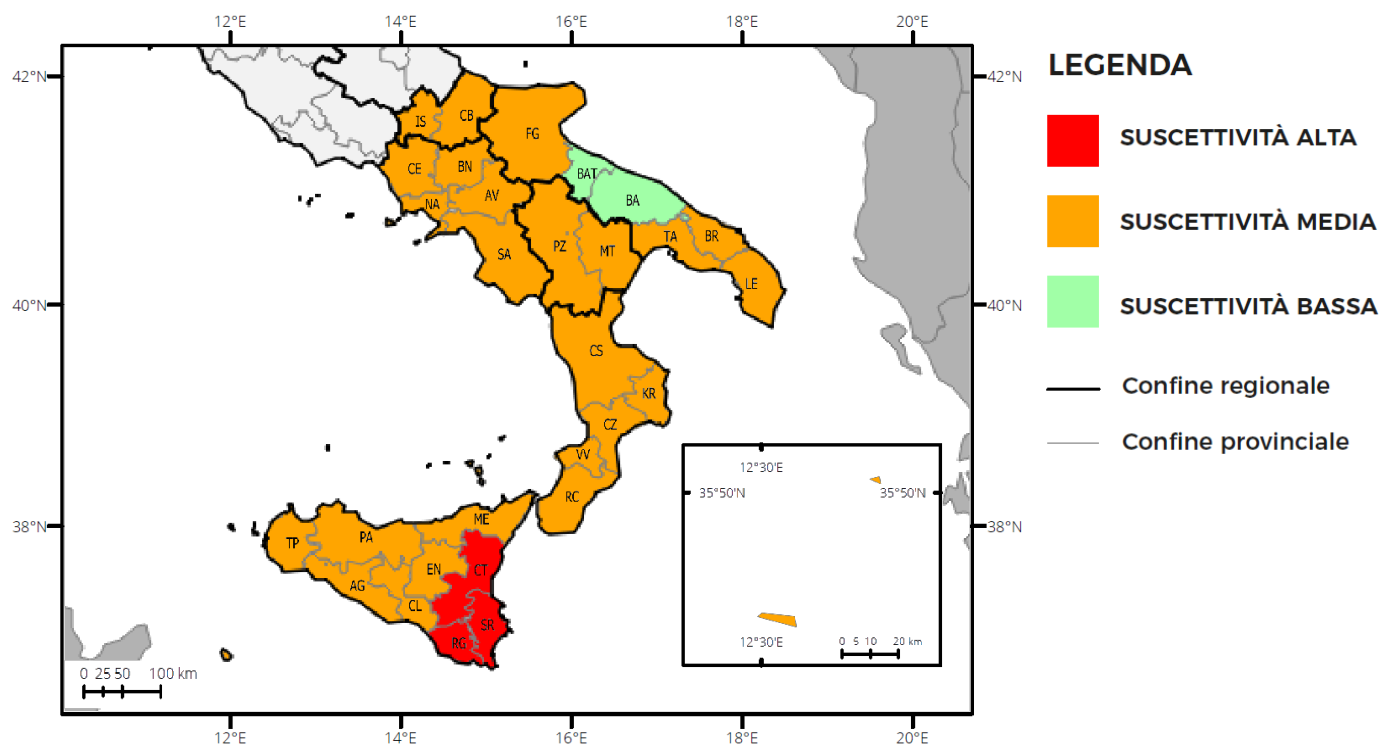 12°E 14°E 16°E 18°E 20°E
42°N 42°N
40°N 40°N
38°N 38°N
IS CB FG
CE BN BAT
NA AV BA
SA PZ MT TA BR
LE
CS
KR
CZ
VV
RC
ME
TP PA
EN CT
AG
CL
SR
RG
0 25 50 100 km
12°30'E
35°50'N 35°50'N
12°30'E
0 5 10 20 km
12°E 14°E 16°E 18°E 20°E
LEGENDA
SUSCETTIVITÀ ALTA
SUSCETTIVITÀ MEDIA
SUSCETTIVITÀ BASSA
Confine regionale
Confine provinciale